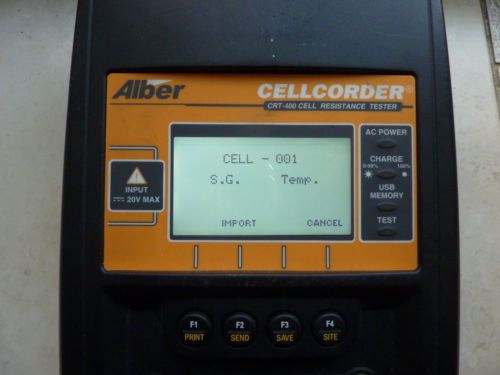 Alber CELLCORDER®
CRT-400 CELL RESISTANCE TESTER
AC POWER
CHARGE
0-99% 100%
USB
MEMORY
TEST
INPUT
20V MAX
CELL - 001
S.G. Temp.
IMPORT CANCEL
F1 F2 F3 F4
PRINT SEND SAVE SITE